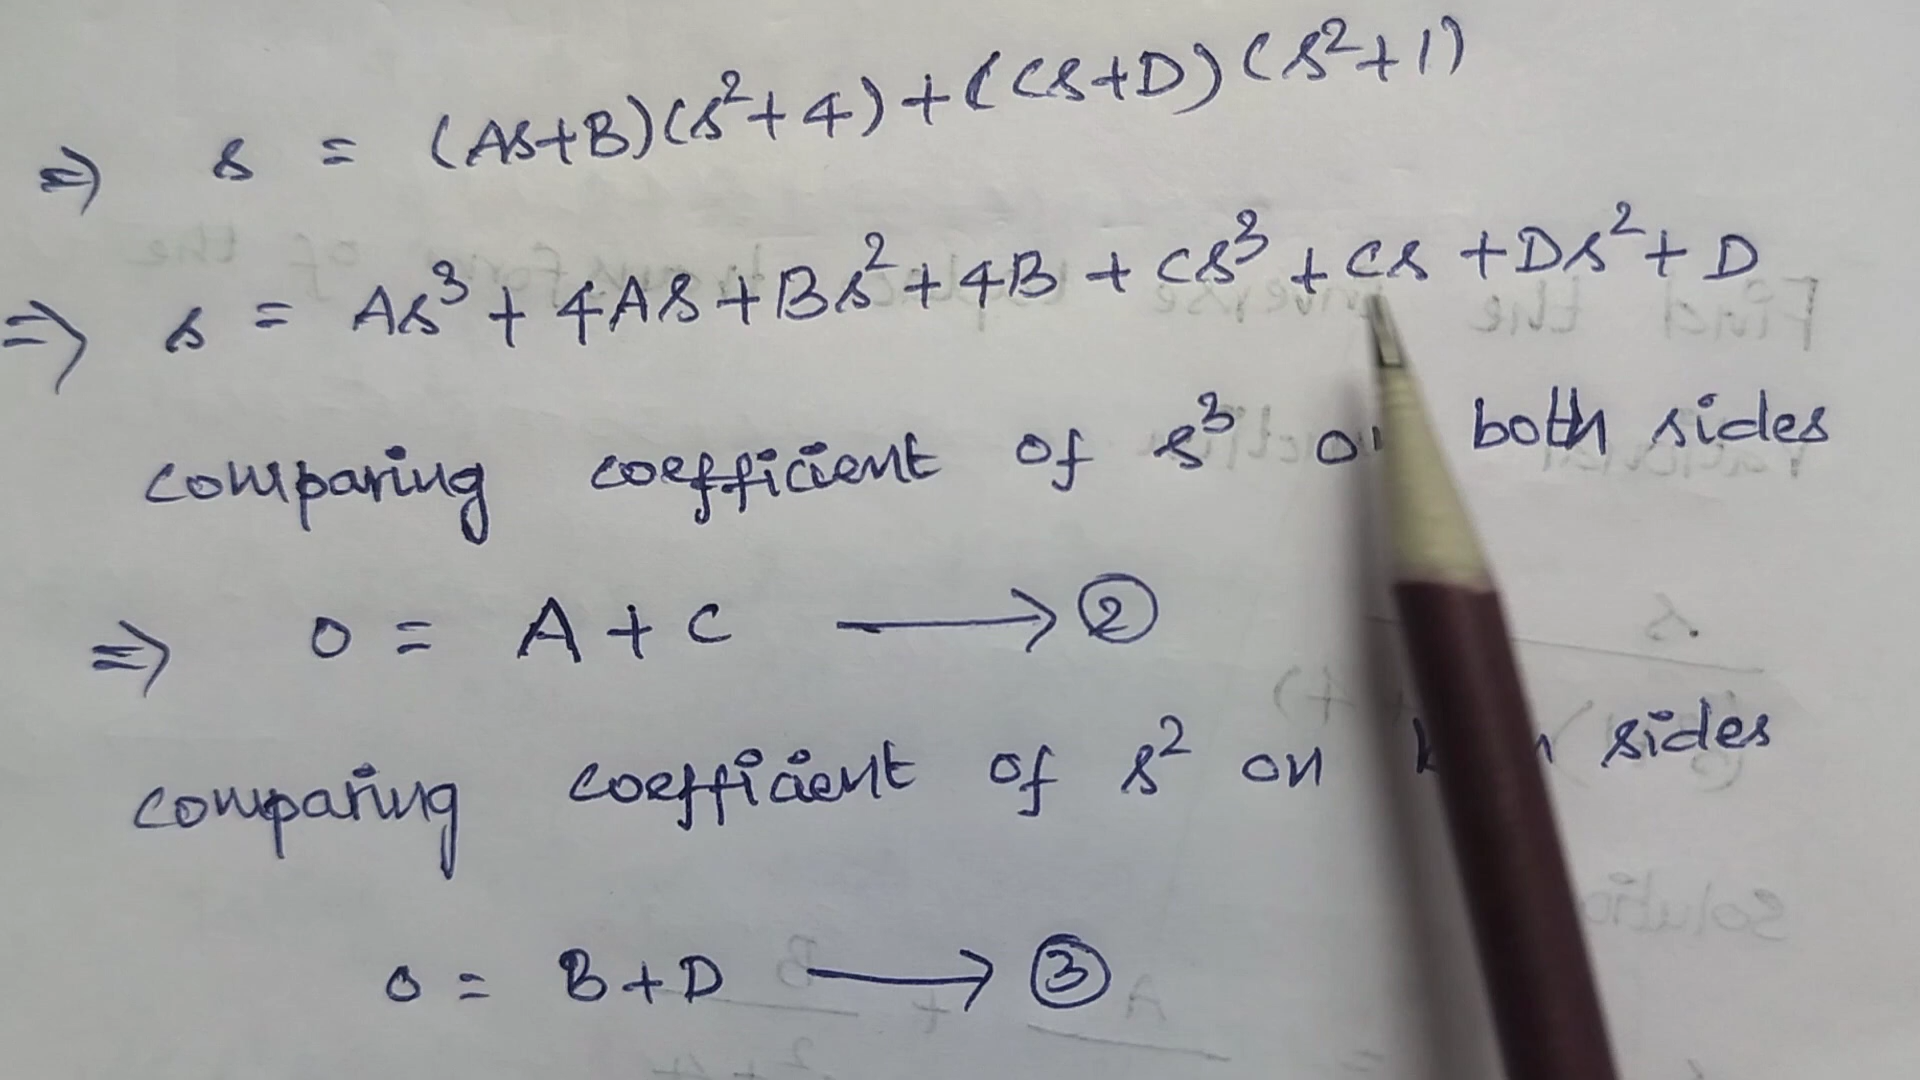 ⇒ s = (As+B)(s²+4)+(Cs+D)(s²+1)
⇒ s = As³ + 4As + Bs² + 4B + Cs³ + Cs + Ds² + D
comparing coefficient of s³ both sides
⇒ 0 = A + C ⟶ ②
comparing coefficient of s² on sides
0 = B+D ⟶ ③